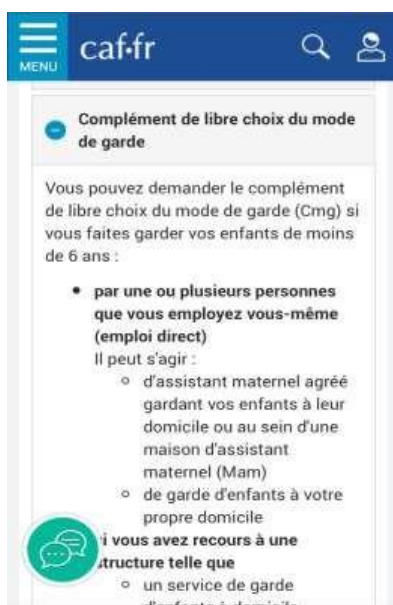 MENU
caf·fr
Complément de libre choix du mode
de garde
Vous pouvez demander le complément
de libre choix du mode de garde (Cmg) si
vous faites garder vos enfants de moins
de 6 ans :
par une ou plusieurs personnes
que vous employez vous-même
(emploi direct)
Il peut s'agir :
d'assistant maternel agréé
gardant vos enfants à leur
domicile ou au sein d'une
maison d'assistant
maternel (Mam)
de garde d'enfants à votre
propre domicile
i vous avez recours à une
tructure telle que
un service de garde
d'enfants à domicile